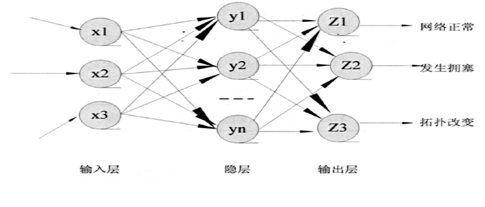 x1 y1 Z1 网络正常
x2 y2 Z2 发生拥塞
x3 yn Z3 拓扑改变
输入层 隐层 输出层